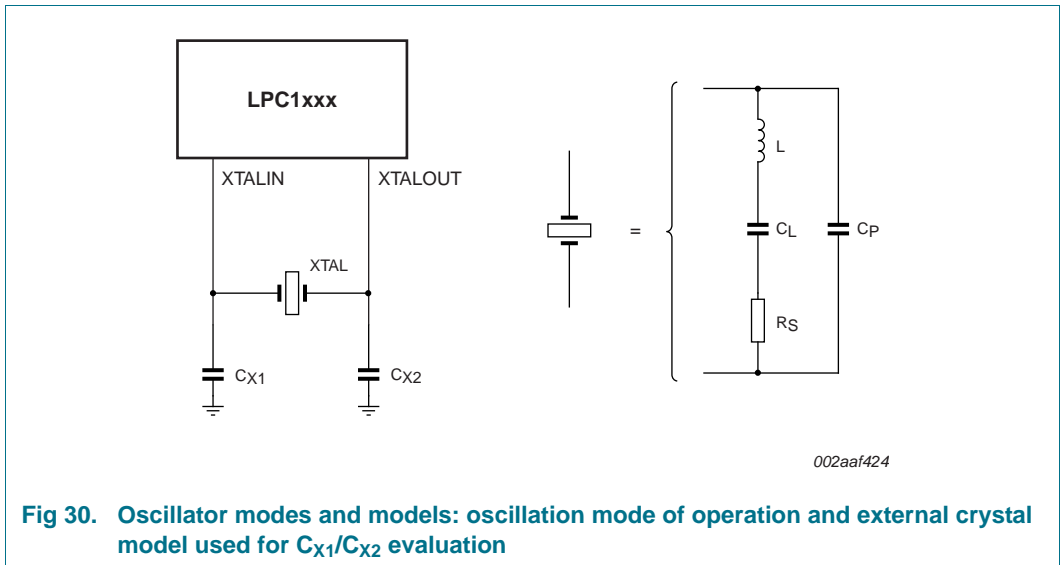 LPC1xxx
XTALIN
XTALOUT
XTAL
CX1
CX2
=
L
CL
CP
RS
002aaf424
Fig 30. Oscillator modes and models: oscillation mode of operation and external crystal
model used for CX1/CX2 evaluation